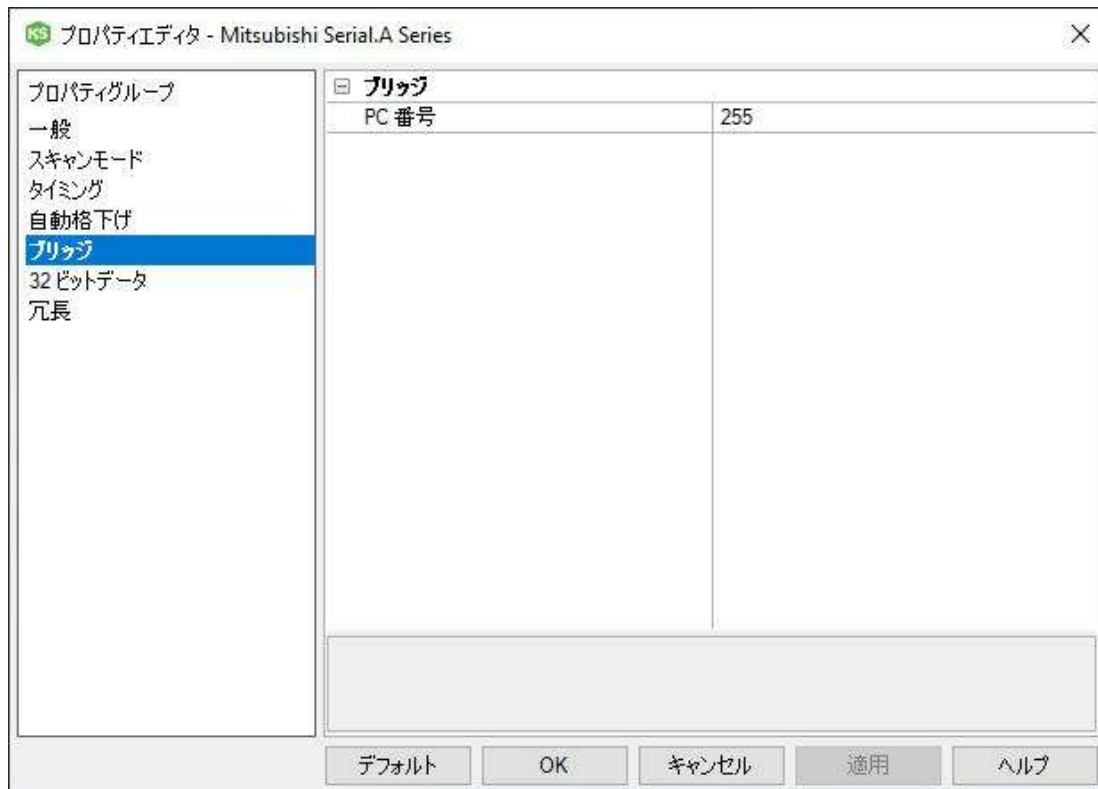 KS プロパティエディタ - Mitsubishi Serial.A Series
プロパティグループ
一般
スキャンモード
タイミング
自動格下げ
ブリッジ
32 ビットデータ
冗長
ブリッジ
PC 番号 255
デフォルト OK キャンセル 適用 ヘルプ